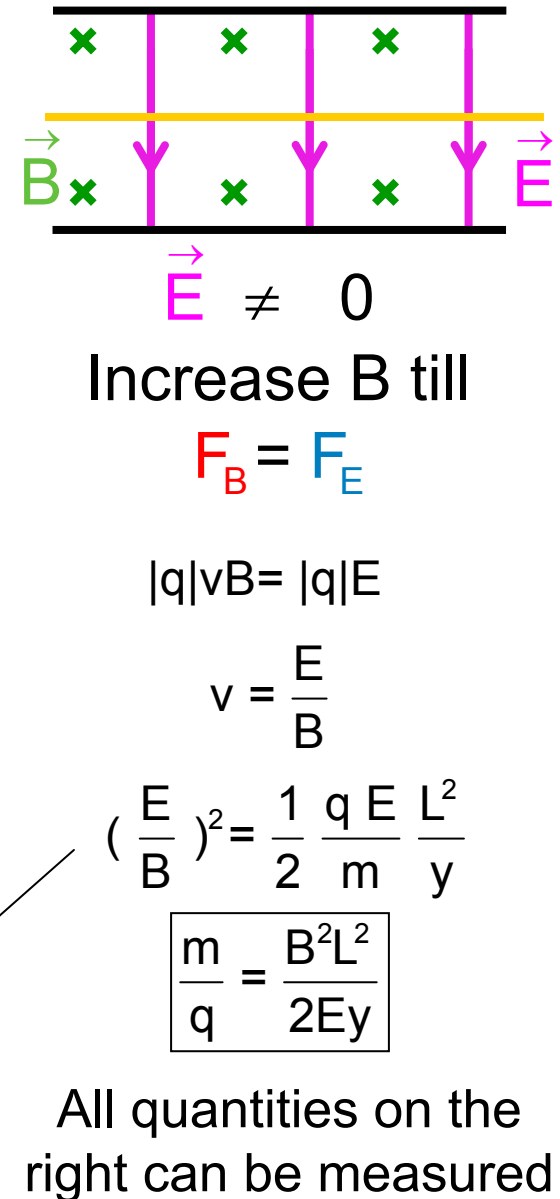 B⃗ E⃗
E⃗ ≠ 0
Increase B till
F_B = F_E
|q|vB= |q|E
v = E/B
( E/B )² = 1/2 q E/m L²/y
m/q = B²L²/2Ey
All quantities on the
right can be measured